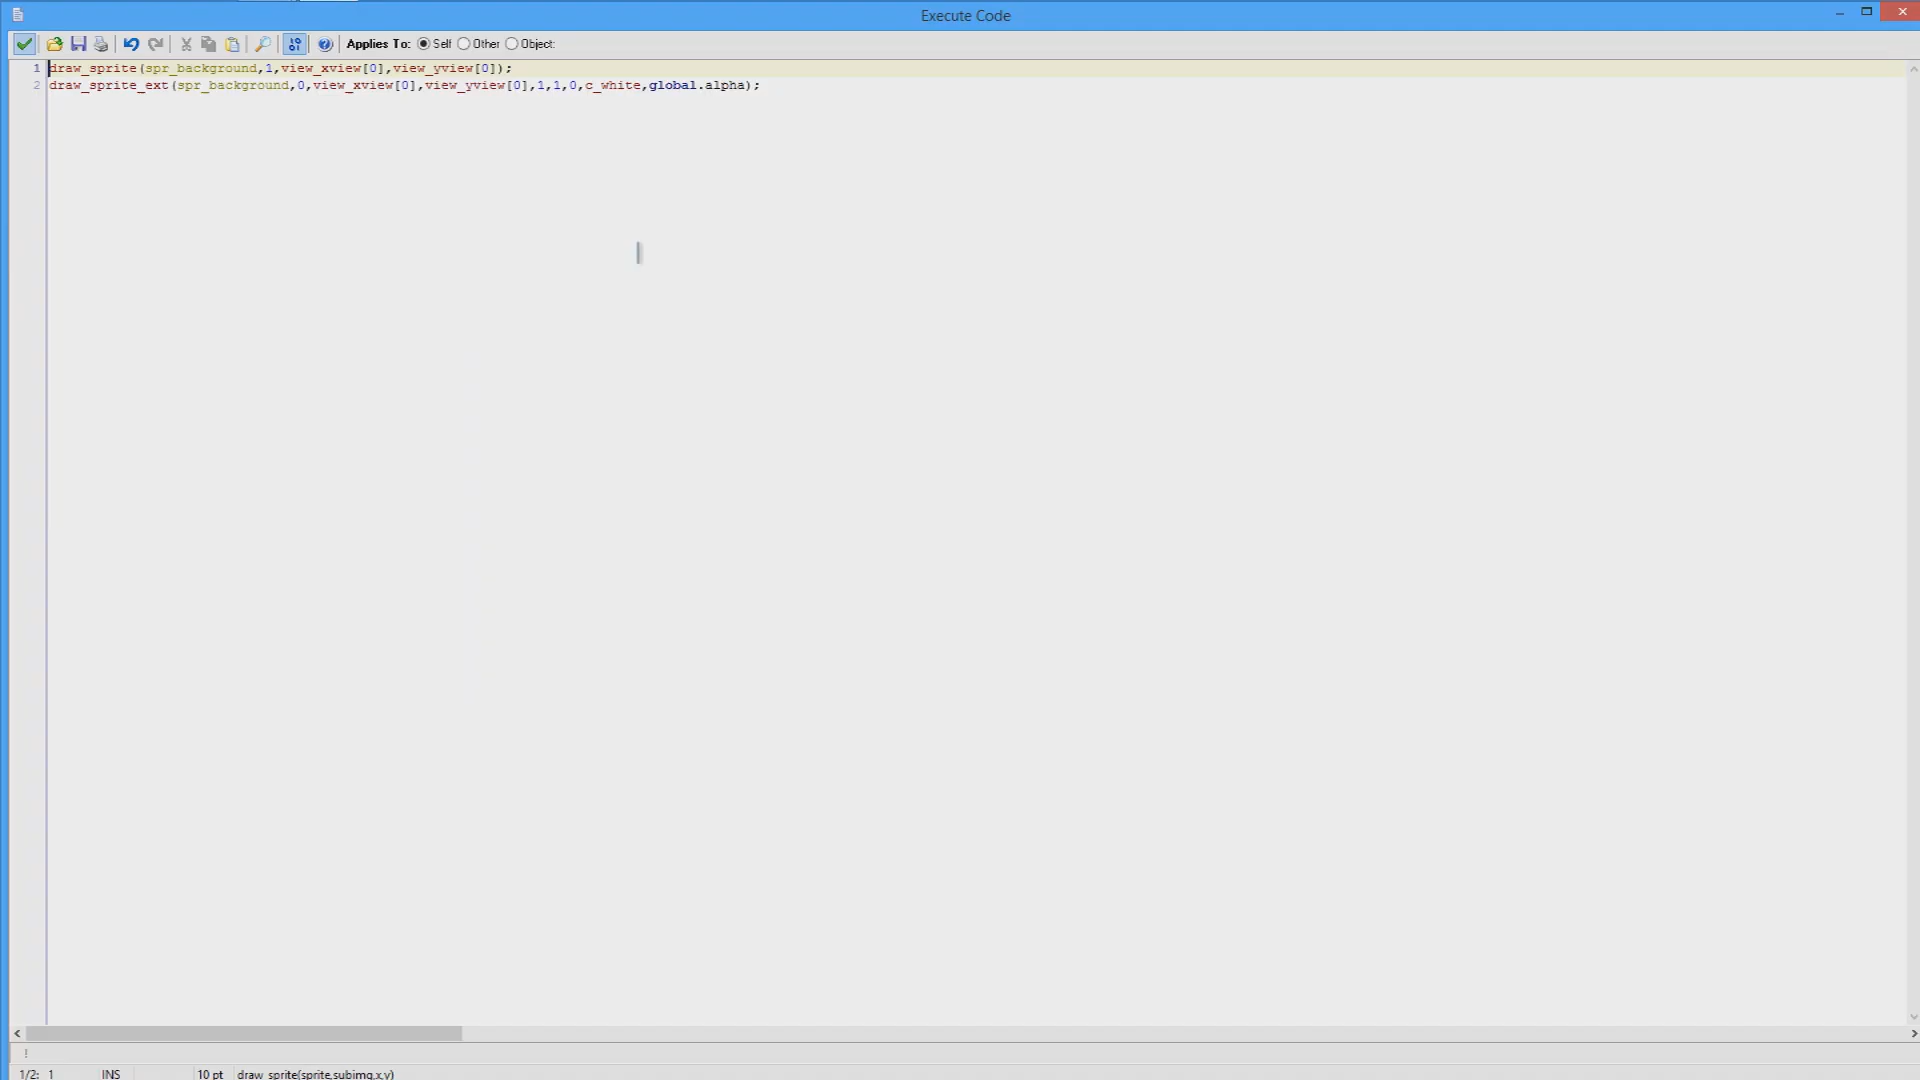 Execute Code
Applies To: Self Other Object:
1 draw_sprite(spr_background,1,view_xview[0],view_yview[0]);
2 draw_sprite_ext(spr_background,0,view_xview[0],view_yview[0],1,1,0,c_white,global.alpha);
!
1/2: 1 INS 10 pt draw_sprite(sprite,subimg,x,y)